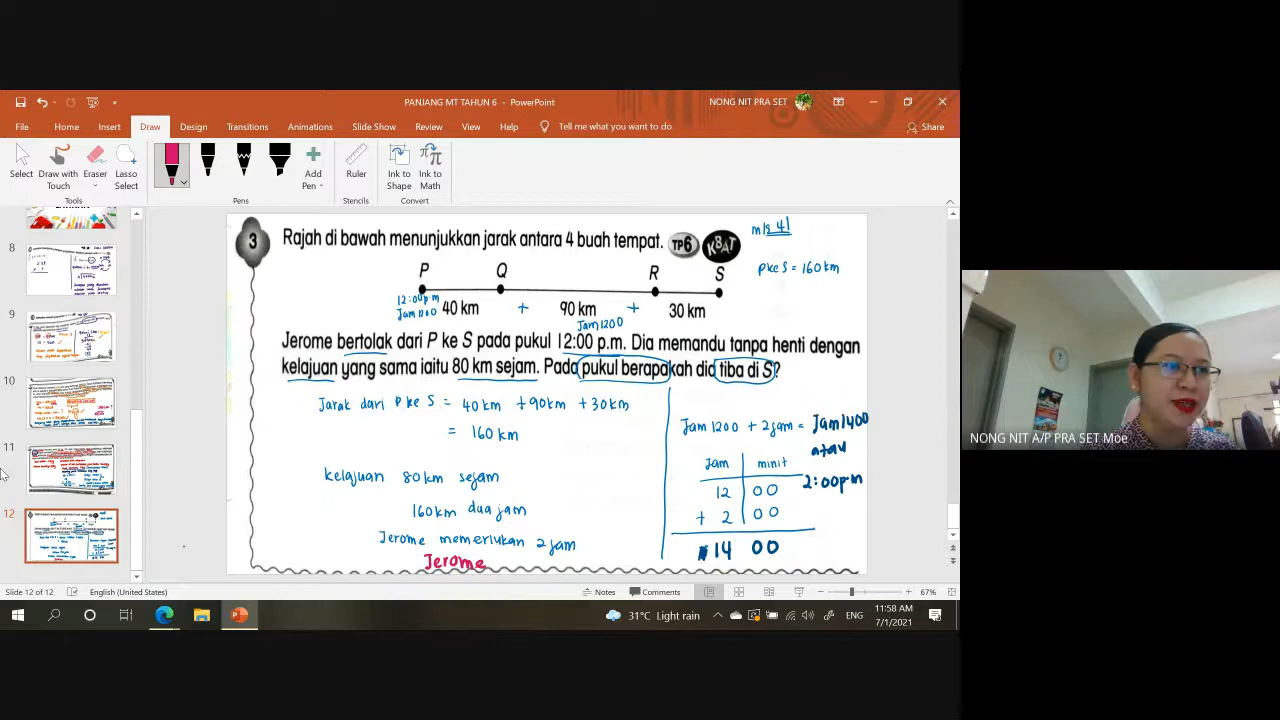 PANJANG MT TAHUN 6 - PowerPoint
NONG NIT PRA SET
File Home Insert Draw Design Transitions Animations Slide Show Review View Help Tell me what you want to do
Share
Select
Draw with Touch
Eraser
Lasso Select
Add Pen
Ruler
Ink to Shape
Ink to Math
Tools
Pens
Stencils
Convert
8
9
10
11
12
3
Rajah di bawah menunjukkan jarak antara 4 buah tempat. TP6 KBAT
m/s 41
P ke S = 160 km
P Q R S
12:00p.m
Jam 1200
40 km + 90 km + 30 km
Jam 1200
Jerome bertolak dari P ke S pada pukul 12:00 p.m. Dia memandu tanpa henti dengan
kelajuan yang sama iaitu 80 km sejam. Pada pukul berapakah dia tiba di S?
Jarak dari P ke S = 40 km + 90 km + 30 km
= 160 km
kelajuan 80 km sejam
160 km dua jam
Jerome memerlukan 2 jam
Jerome
Jam 1200 + 2 jam = Jam 1400
atau
2:00 p.m
Jam minit
12 00
+ 2 00
14 00
NONG NIT A/P PRA SET Moe
Slide 12 of 12
English (United States)
Notes
Comments
67%
31°C Light rain
ENG
11:58 AM
7/1/2021